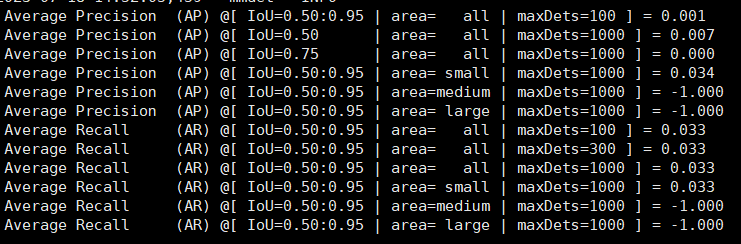 Average Precision (AP) @[ IoU=0.50:0.95 | area= all | maxDets=100 ] = 0.001
Average Precision (AP) @[ IoU=0.50 | area= all | maxDets=1000 ] = 0.007
Average Precision (AP) @[ IoU=0.75 | area= all | maxDets=1000 ] = 0.000
Average Precision (AP) @[ IoU=0.50:0.95 | area= small | maxDets=1000 ] = 0.034
Average Precision (AP) @[ IoU=0.50:0.95 | area=medium | maxDets=1000 ] = -1.000
Average Precision (AP) @[ IoU=0.50:0.95 | area= large | maxDets=1000 ] = -1.000
Average Recall (AR) @[ IoU=0.50:0.95 | area= all | maxDets=100 ] = 0.033
Average Recall (AR) @[ IoU=0.50:0.95 | area= all | maxDets=300 ] = 0.033
Average Recall (AR) @[ IoU=0.50:0.95 | area= all | maxDets=1000 ] = 0.033
Average Recall (AR) @[ IoU=0.50:0.95 | area= small | maxDets=1000 ] = 0.033
Average Recall (AR) @[ IoU=0.50:0.95 | area=medium | maxDets=1000 ] = -1.000
Average Recall (AR) @[ IoU=0.50:0.95 | area= large | maxDets=1000 ] = -1.000